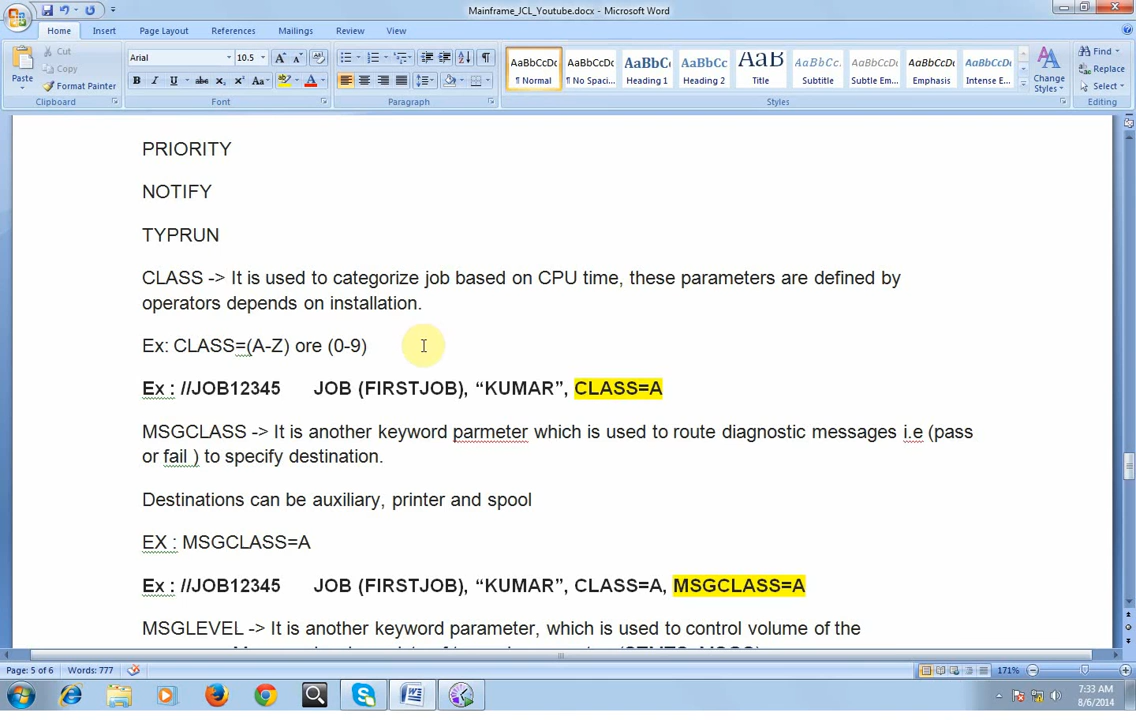 Mainframe_JCL_Youtube.docx - Microsoft Word
Home Insert Page Layout References Mailings Review View
Paste
Cut
Copy
Format Painter
Clipboard
Arial 10.5
Font
Paragraph
AaBbCcDc AaBbCcDc AaBbCc AaBbCc AaB AaBbCc. AaBbCcDc AaBbCcDc AaBbCcDc
¶ Normal ¶ No Spaci... Heading 1 Heading 2 Title Subtitle Subtle Em... Emphasis Intense E...
Change Styles
Styles
Find
Replace
Select
Editing
PRIORITY
NOTIFY
TYPRUN
CLASS -> It is used to categorize job based on CPU time, these parameters are defined by
operators depends on installation.
Ex: CLASS=(A-Z) ore (0-9)
Ex : //JOB12345 JOB (FIRSTJOB), “KUMAR”, CLASS=A
MSGCLASS -> It is another keyword parmeter which is used to route diagnostic messages i.e (pass
or fail ) to specify destination.
Destinations can be auxiliary, printer and spool
EX : MSGCLASS=A
Ex : //JOB12345 JOB (FIRSTJOB), “KUMAR”, CLASS=A, MSGCLASS=A
MSGLEVEL -> It is another keyword parameter, which is used to control volume of the
Page: 5 of 6 Words: 777 171%
7:33 AM
8/6/2014